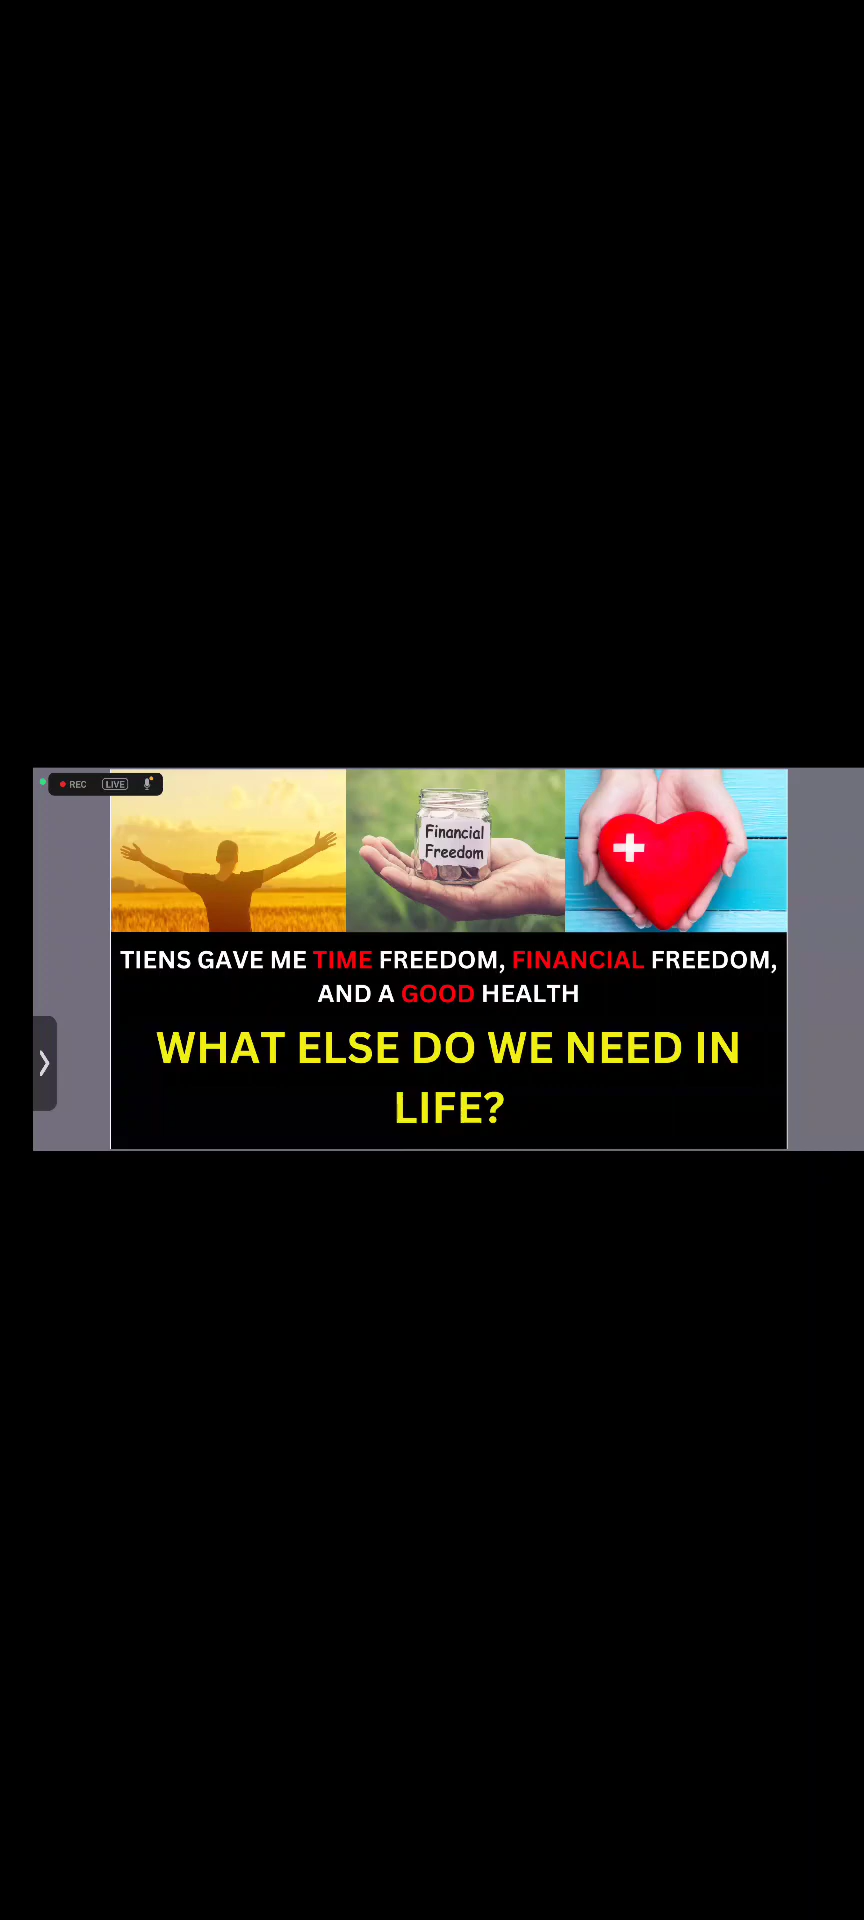 REC LIVE
Financial
Freedom
TIENS GAVE ME TIME FREEDOM, FINANCIAL FREEDOM,
AND A GOOD HEALTH
WHAT ELSE DO WE NEED IN
LIFE?